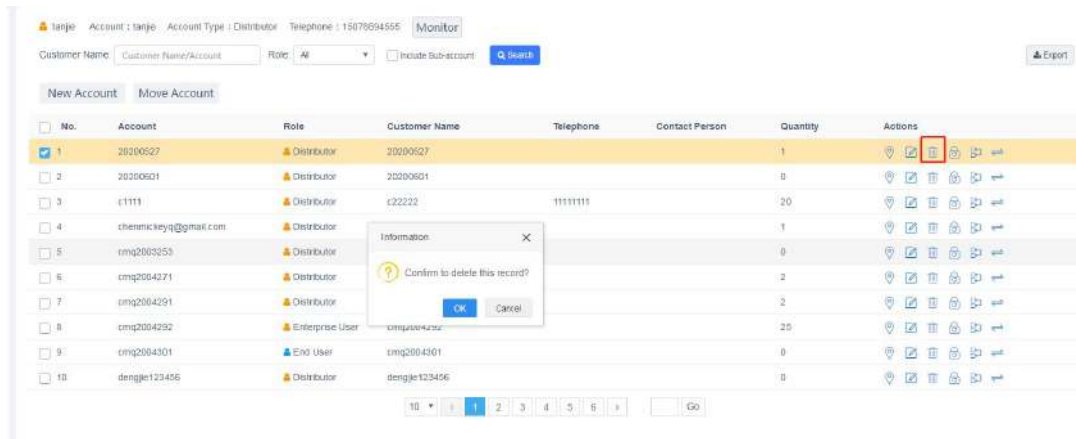 tanjie Account : tanjie Account Type : Distributor Telephone : 15078694555 Monitor
Customer Name: Customer Name/Account Role: All Include Sub-account Search Export
New Account Move Account
No. Account Role Customer Name Telephone Contact Person Quantity Actions
1 20200527 Distributor 20200527 1
2 20200601 Distributor 20200601 0
3 c1111 Distributor c22222 11111111 20
4 chenmickeyq@gmail.com Distributor 1
Information
5 cmq2003253 Distributor 0
6 cmq2004271 Distributor 2
Confirm to delete this record?
7 cmq2004291 Distributor 2
OK Cancel
8 cmq2004292 Enterprise User cmq2004292 25
9 cmq2004301 End User cmq2004301 0
10 dengjie123456 Distributor dengjie123456 0
10 1 2 3 4 5 6 Go